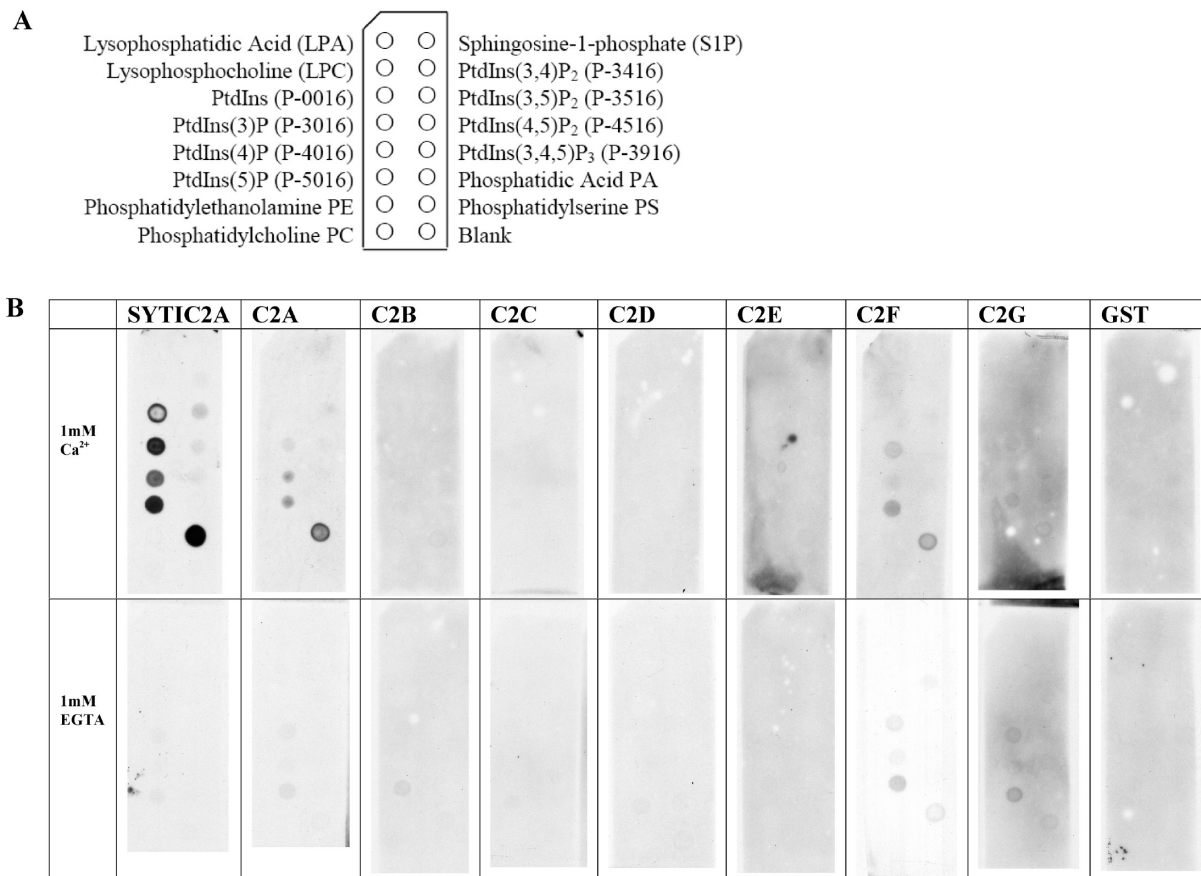 A
Lysophosphatidic Acid (LPA) Sphingosine-1-phosphate (S1P)
Lysophosphocholine (LPC) PtdIns(3,4)P₂ (P-3416)
PtdIns (P-0016) PtdIns(3,5)P₂ (P-3516)
PtdIns(3)P (P-3016) PtdIns(4,5)P₂ (P-4516)
PtdIns(4)P (P-4016) PtdIns(3,4,5)P₃ (P-3916)
PtdIns(5)P (P-5016) Phosphatidic Acid PA
Phosphatidylethanolamine PE Phosphatidylserine PS
Phosphatidylcholine PC Blank
B
SYTIC2A C2A C2B C2C C2D C2E C2F C2G GST
1mM
Ca²⁺
1mM
EGTA